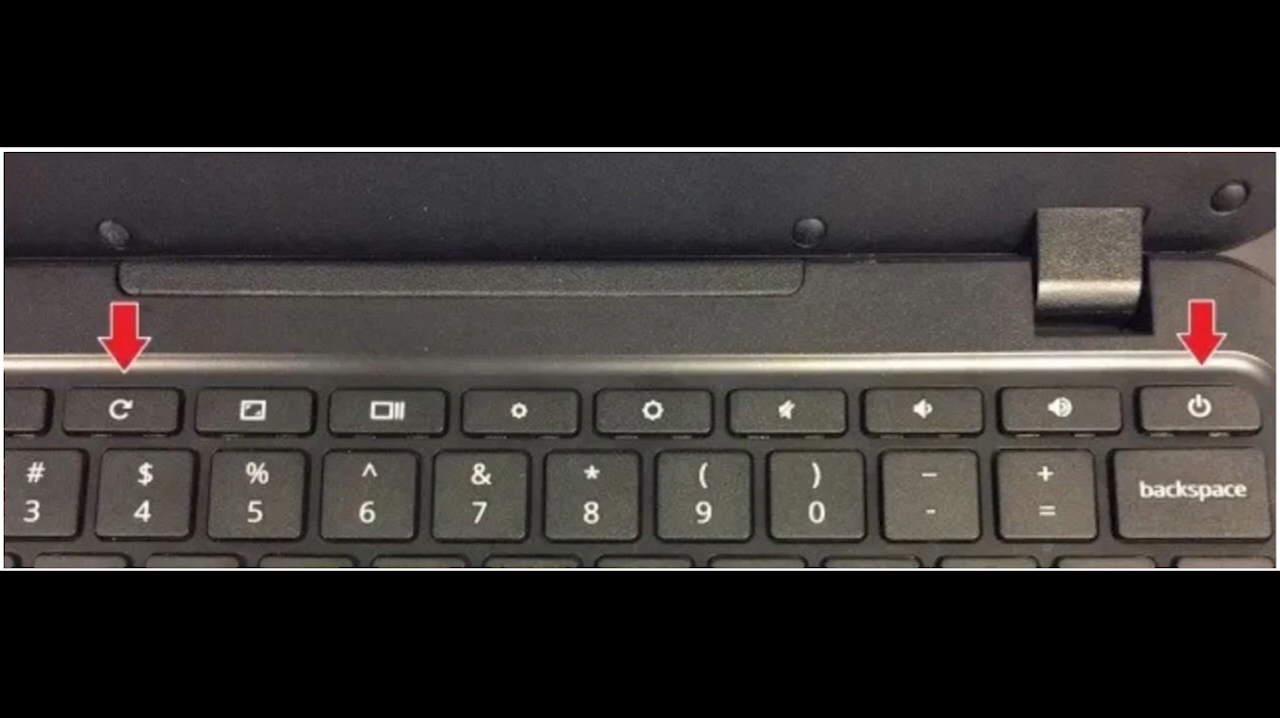 # $ % ^ & * ( ) – +
3 4 5 6 7 8 9 0 - = backspace